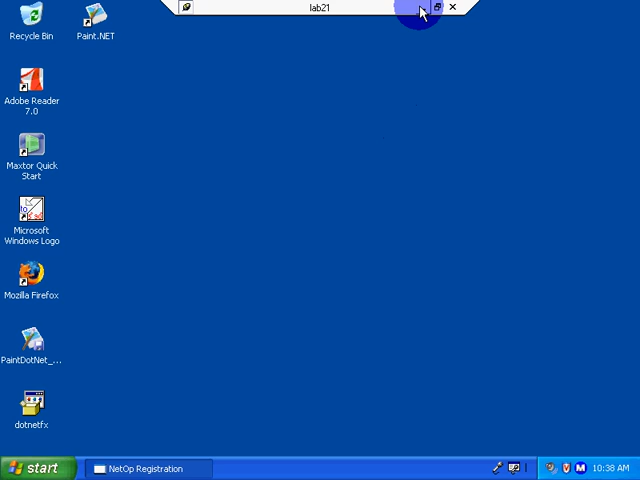 lab21
Recycle Bin
Paint.NET
Adobe Reader
7.0
Maxtor Quick
Start
Microsoft
Windows Logo
Mozilla Firefox
PaintDotNet_...
dotnetfx
start
NetOp Registration
V
M
10:38 AM